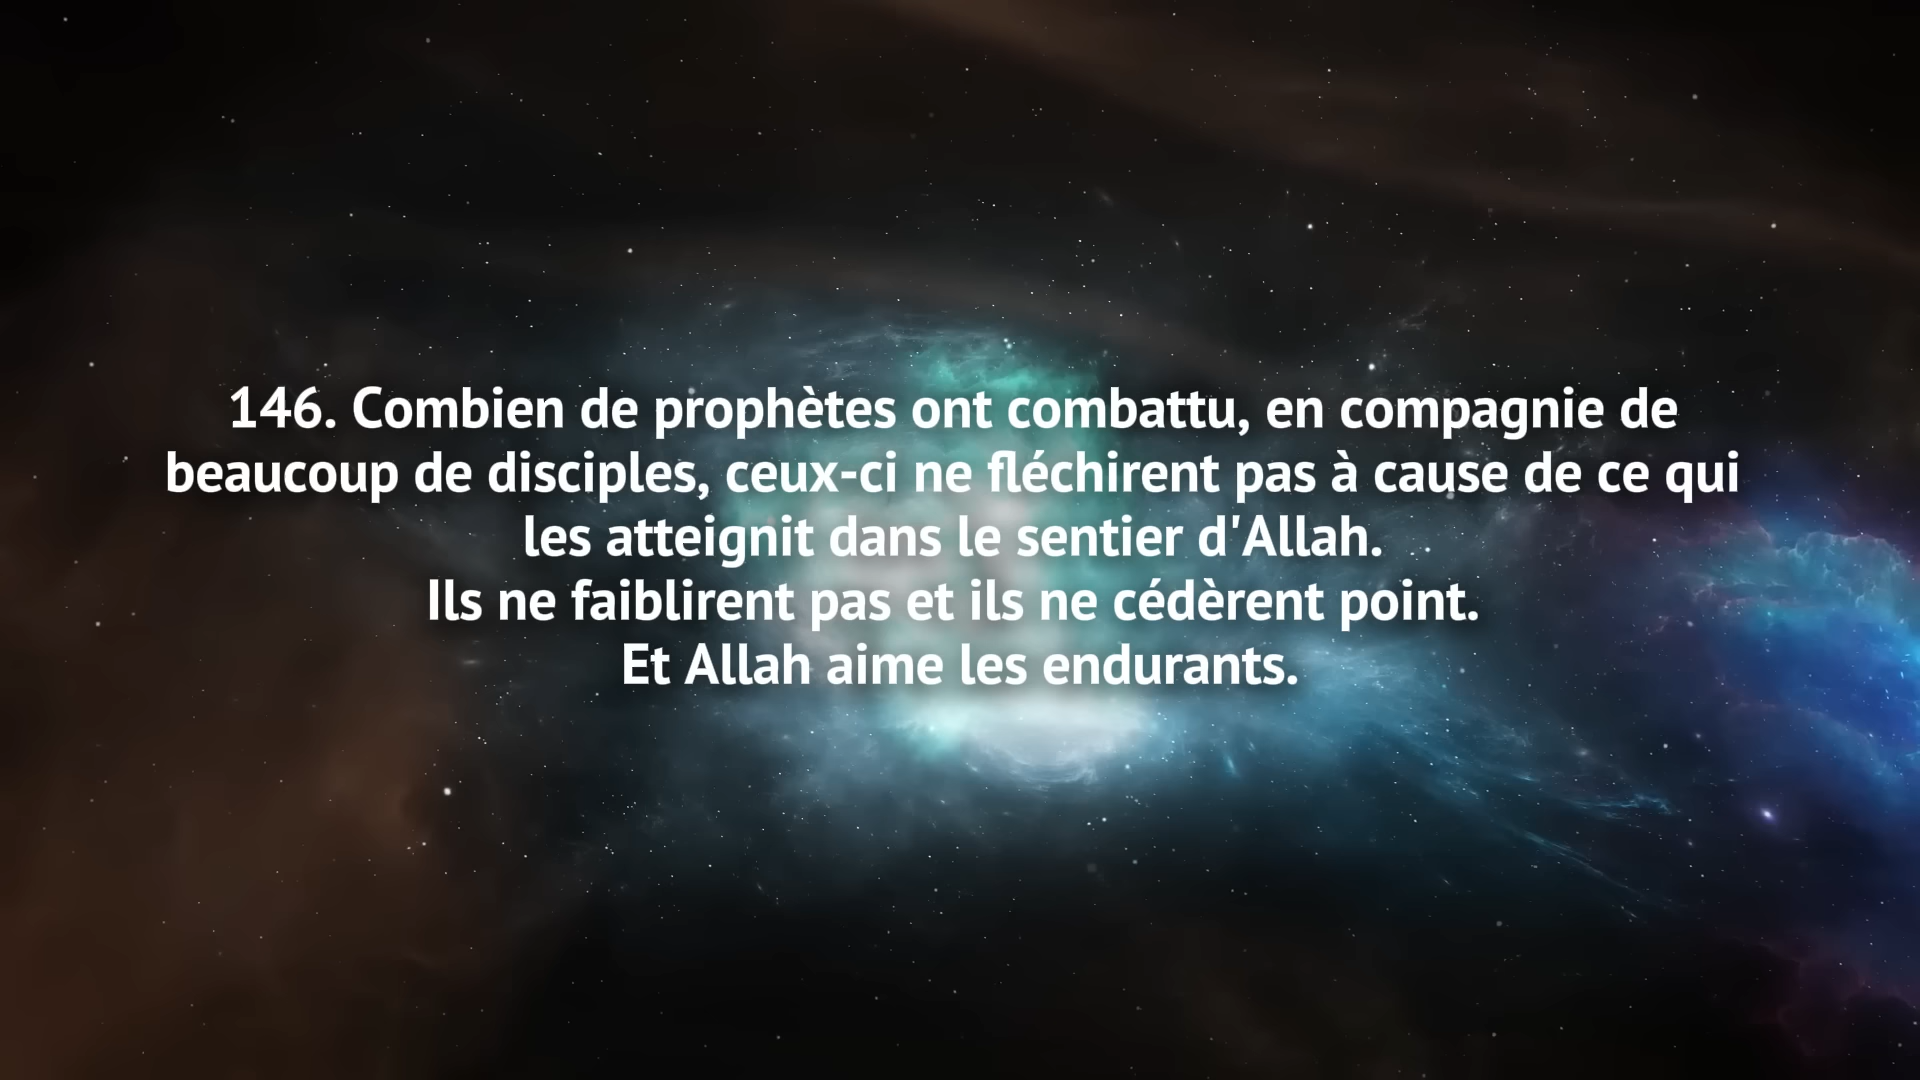 146. Combien de prophètes ont combattu, en compagnie de
beaucoup de disciples, ceux-ci ne fléchirent pas à cause de ce qui
les atteignit dans le sentier d'Allah.
Ils ne faiblirent pas et ils ne cédèrent point.
Et Allah aime les endurants.